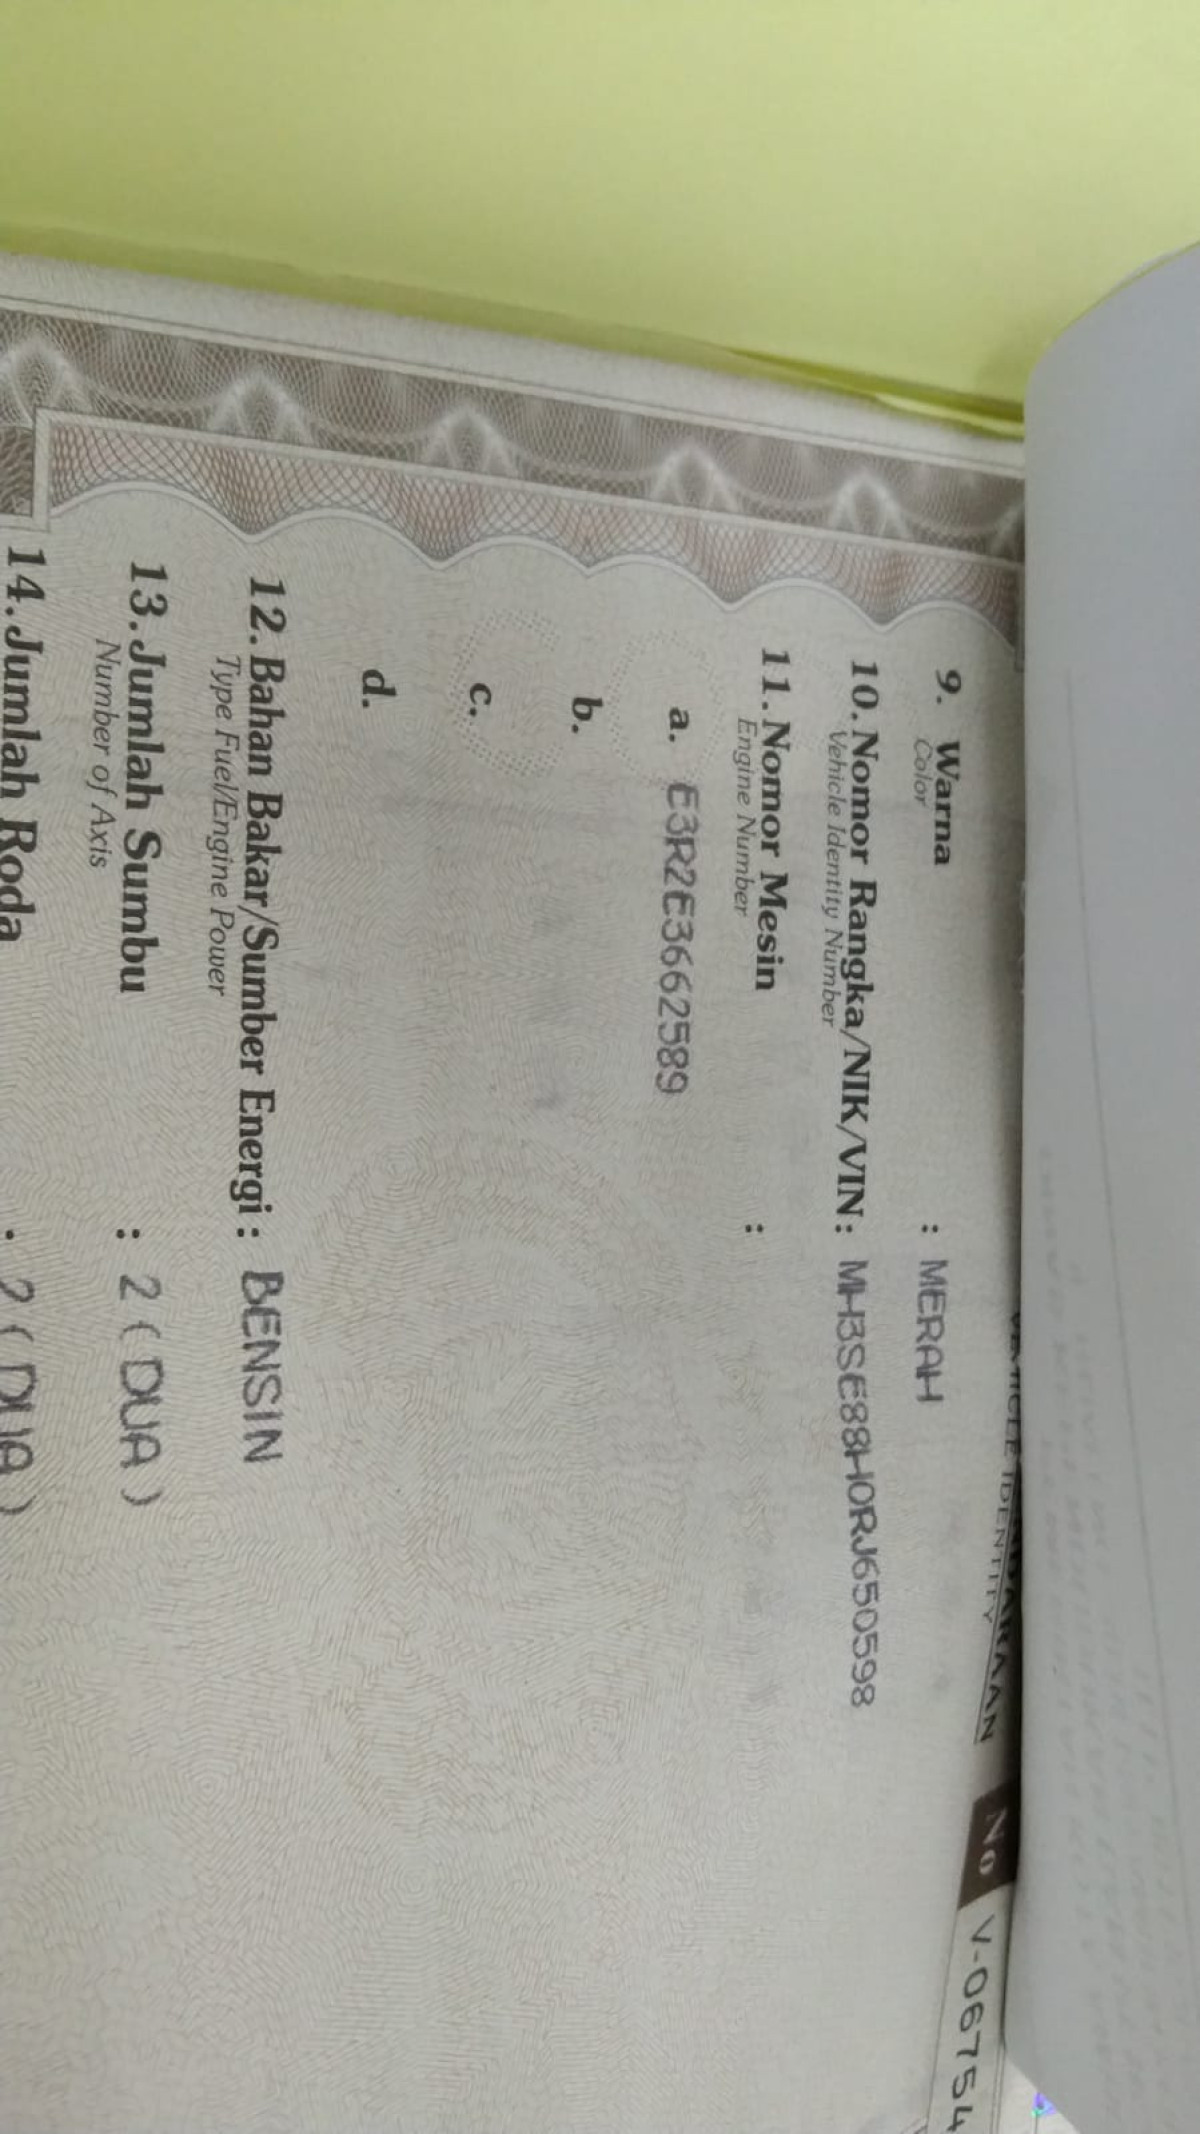 No V-06754
9. Warna : MERAH
Color
10. Nomor Rangka/NIK/VIN : MH3SE88H0RJ650598
Vehicle Identity Number
11. Nomor Mesin :
Engine Number
a. E3R2E3662589
b.
c.
d.
12. Bahan Bakar/Sumber Energi : BENSIN
Type Fuel/Engine Power
13. Jumlah Sumbu : 2 ( DUA )
Number of Axis
14. Jumlah Roda : 2 ( DUA )